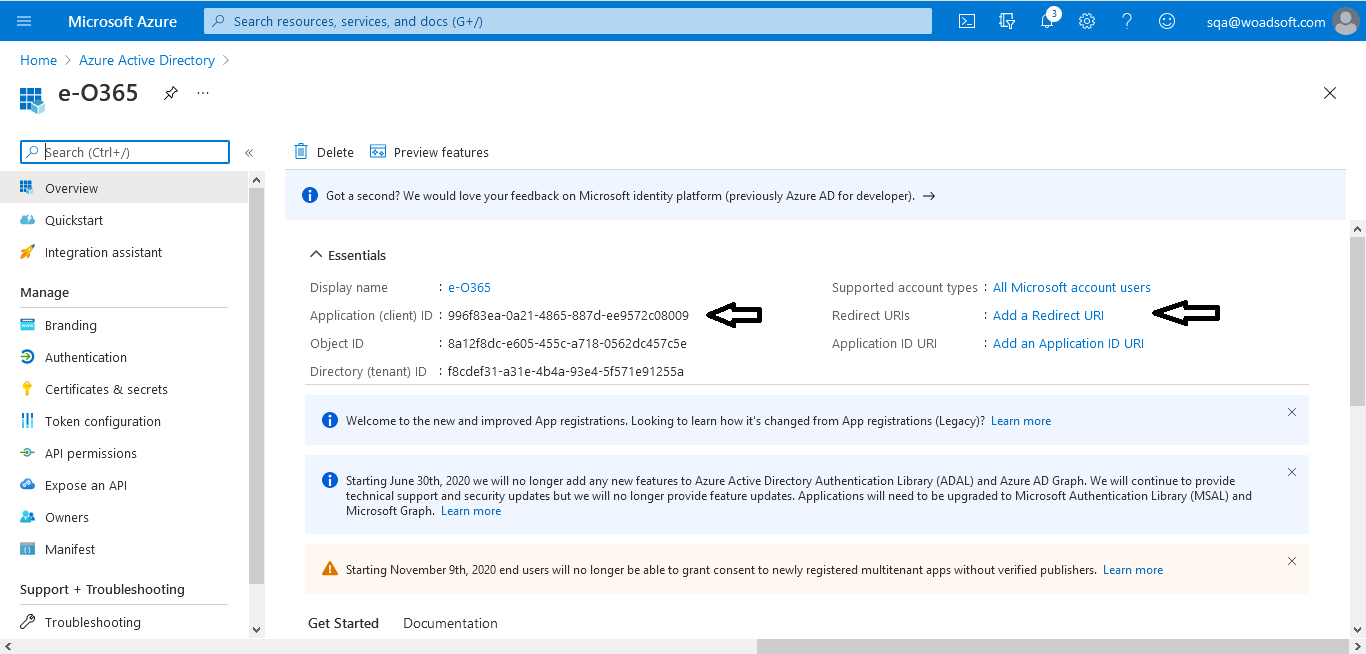 Microsoft Azure
Search resources, services, and docs (G+/)
3
sqa@woadsoft.com
Home > Azure Active Directory >
e-O365
Search (Ctrl+/)
«
Overview
Quickstart
Integration assistant
Manage
Branding
Authentication
Certificates & secrets
Token configuration
API permissions
Expose an API
Owners
Manifest
Support + Troubleshooting
Troubleshooting
Delete
Preview features
Got a second? We would love your feedback on Microsoft identity platform (previously Azure AD for developer). →
Essentials
Display name : e-O365
Application (client) ID : 996f83ea-0a21-4865-887d-ee9572c08009
Object ID : 8a12f8dc-e605-455c-a718-0562dc457c5e
Directory (tenant) ID : f8cdef31-a31e-4b4a-93e4-5f571e91255a
Supported account types : All Microsoft account users
Redirect URIs : Add a Redirect URI
Application ID URI : Add an Application ID URI
Welcome to the new and improved App registrations. Looking to learn how it's changed from App registrations (Legacy)? Learn more
Starting June 30th, 2020 we will no longer add any new features to Azure Active Directory Authentication Library (ADAL) and Azure AD Graph. We will continue to provide
technical support and security updates but we will no longer provide feature updates. Applications will need to be upgraded to Microsoft Authentication Library (MSAL) and
Microsoft Graph. Learn more
Starting November 9th, 2020 end users will no longer be able to grant consent to newly registered multitenant apps without verified publishers. Learn more
Get Started
Documentation